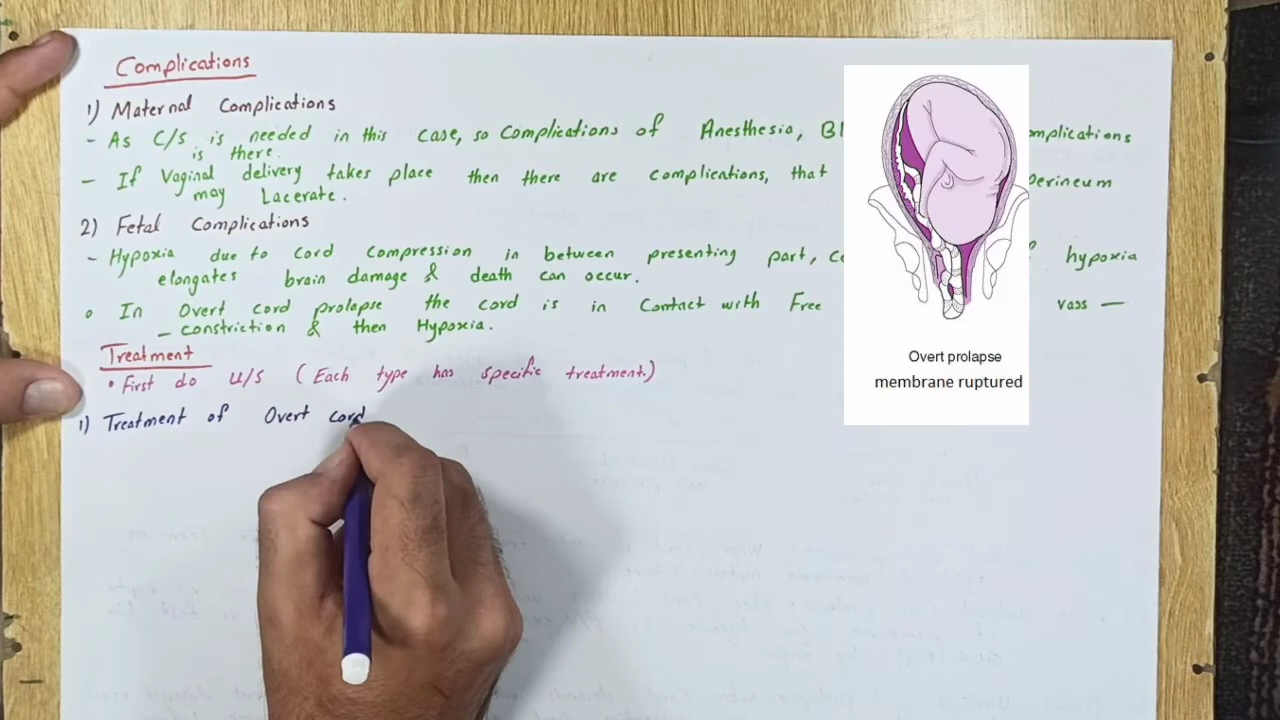 Complications
1) Maternal Complications
- As C/S is needed in this case, so Complications of Anesthesia, Bl omplications
is there.
- If Vaginal delivery takes place then there are complications, that perineum
may Lacerate.
2) Fetal Complications
- Hypoxia due to cord compression in between presenting part, ce hypoxia
elongates brain damage & death can occur.
o In Overt cord prolapse the cord is in Contact with Free vaso —
— constriction & then Hypoxia.
Treatment
• First do U/S (Each type has specific treatment)
1) Treatment of Overt cord
Overt prolapse
membrane ruptured